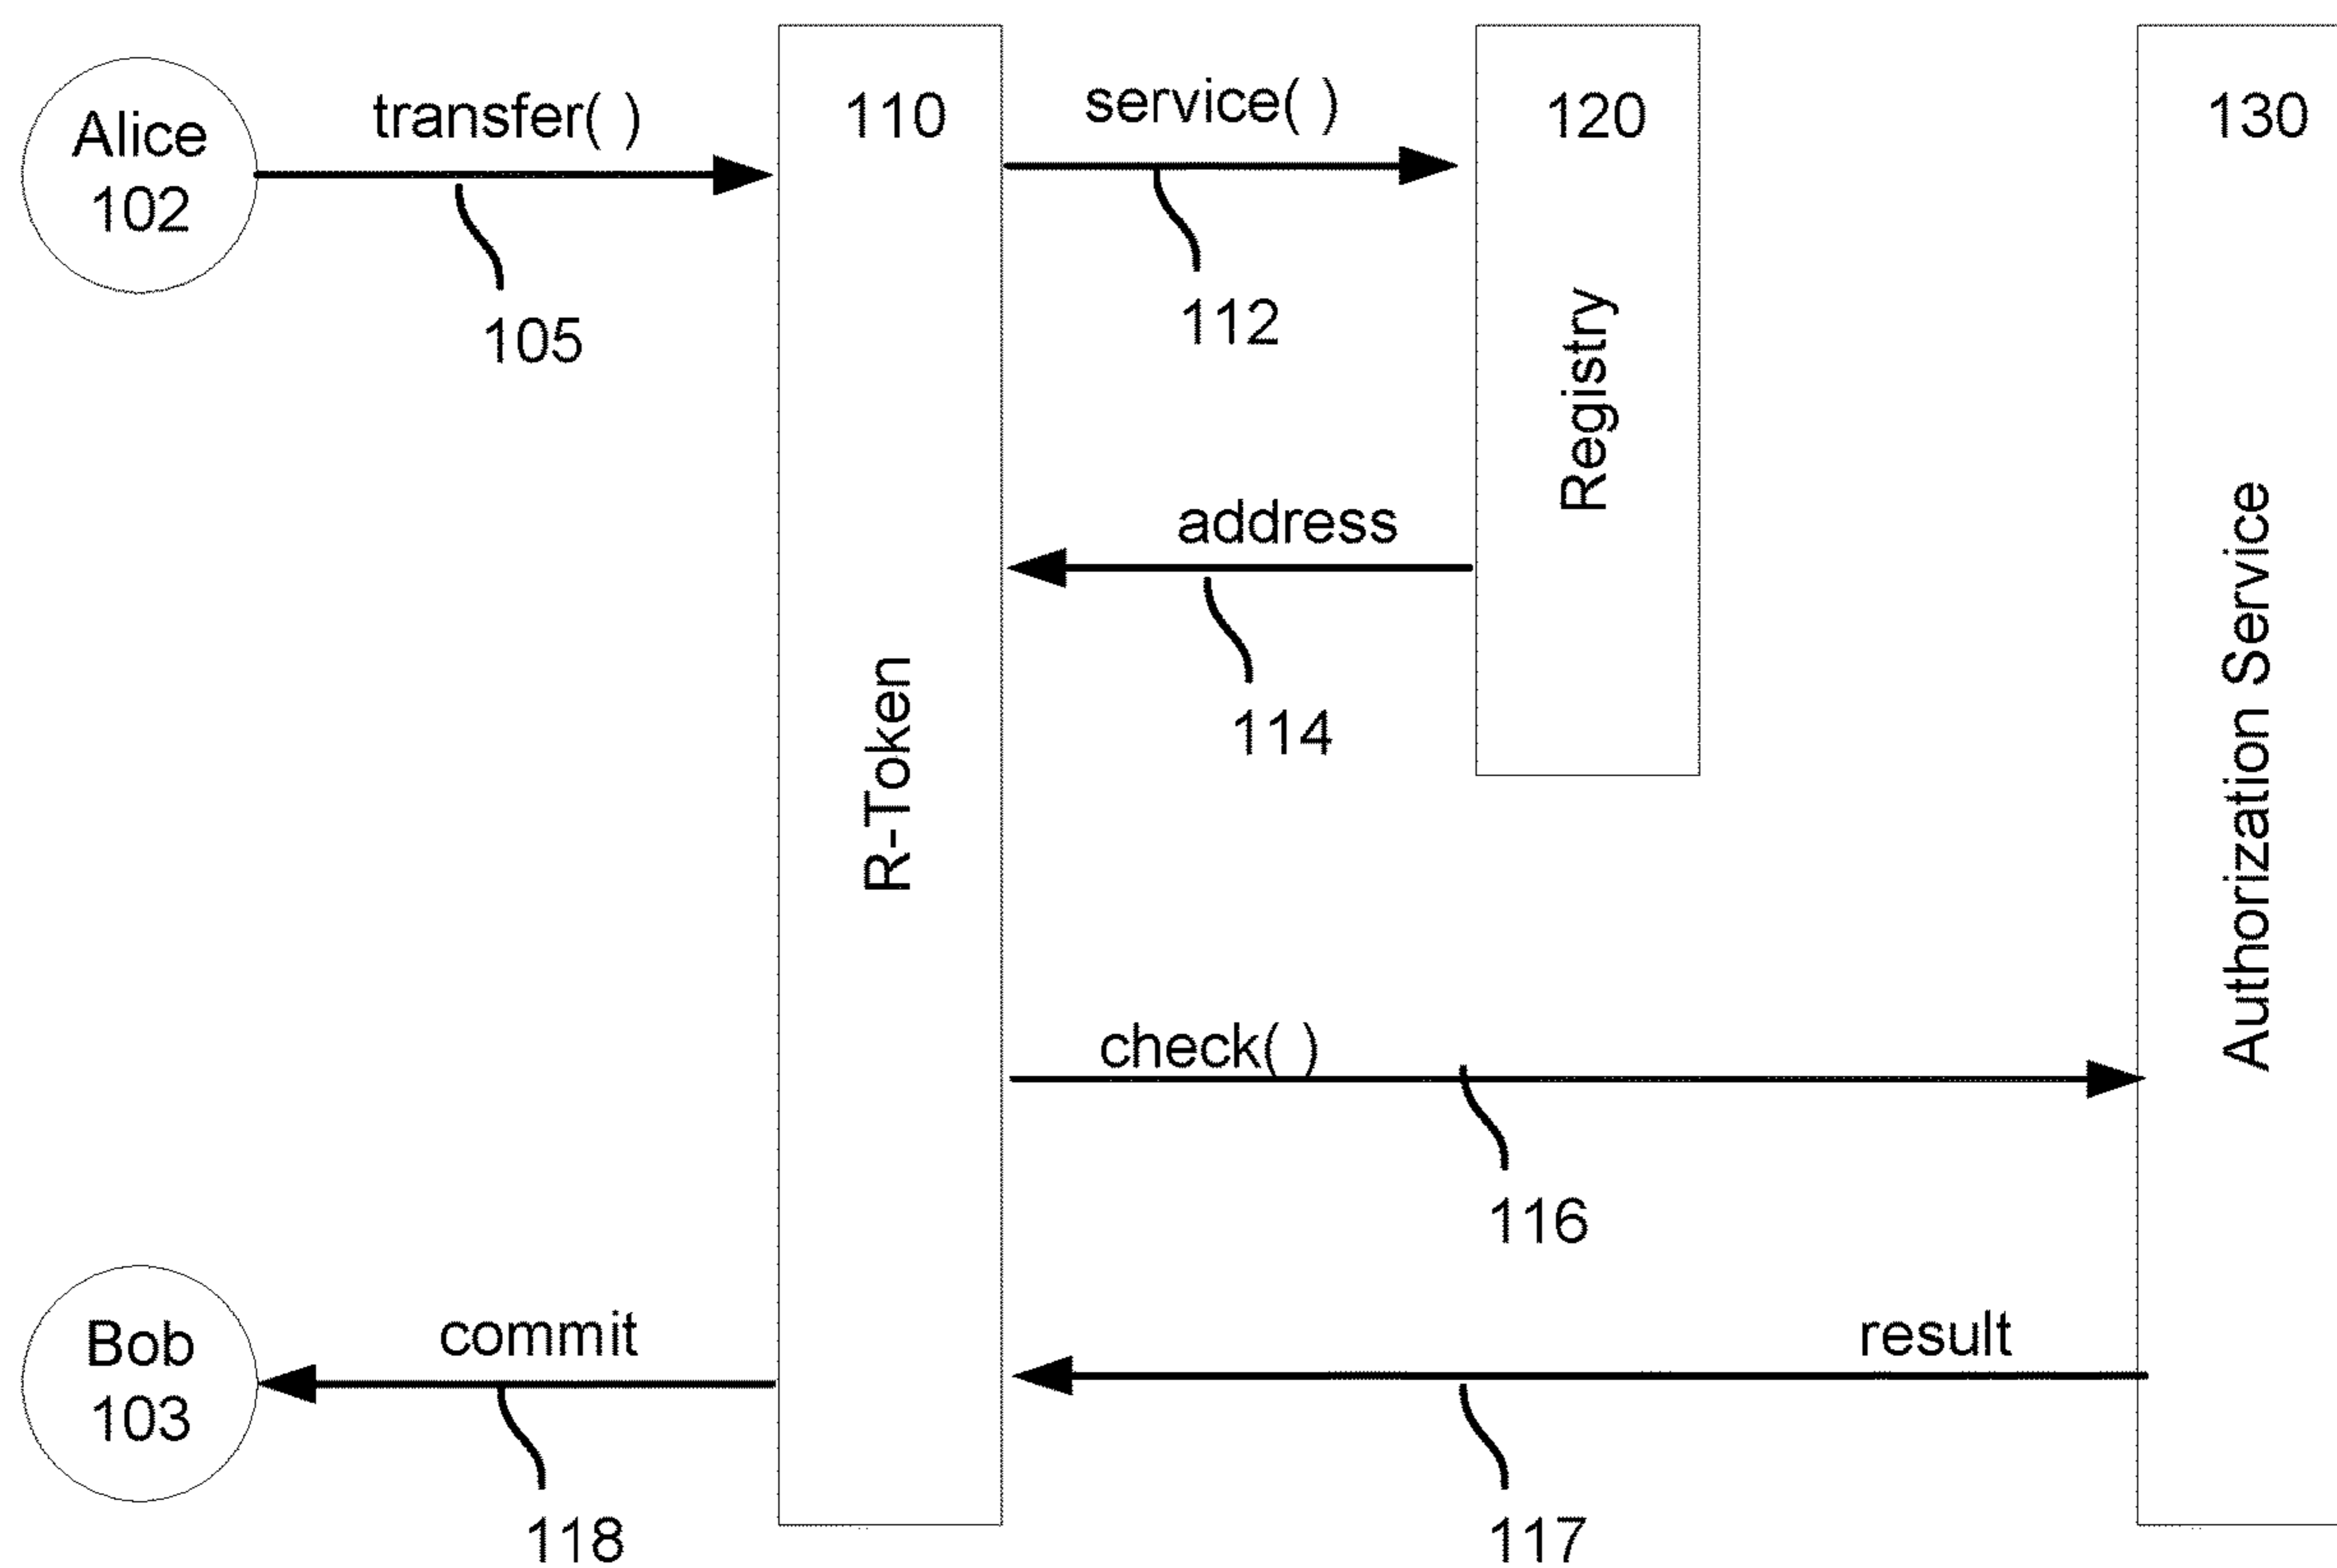 Alice
102
transfer( )
105
110
R-Token
service( )
112
120
Registry
address
114
130
Authorization Service
check( )
116
result
117
Bob
103
commit
118